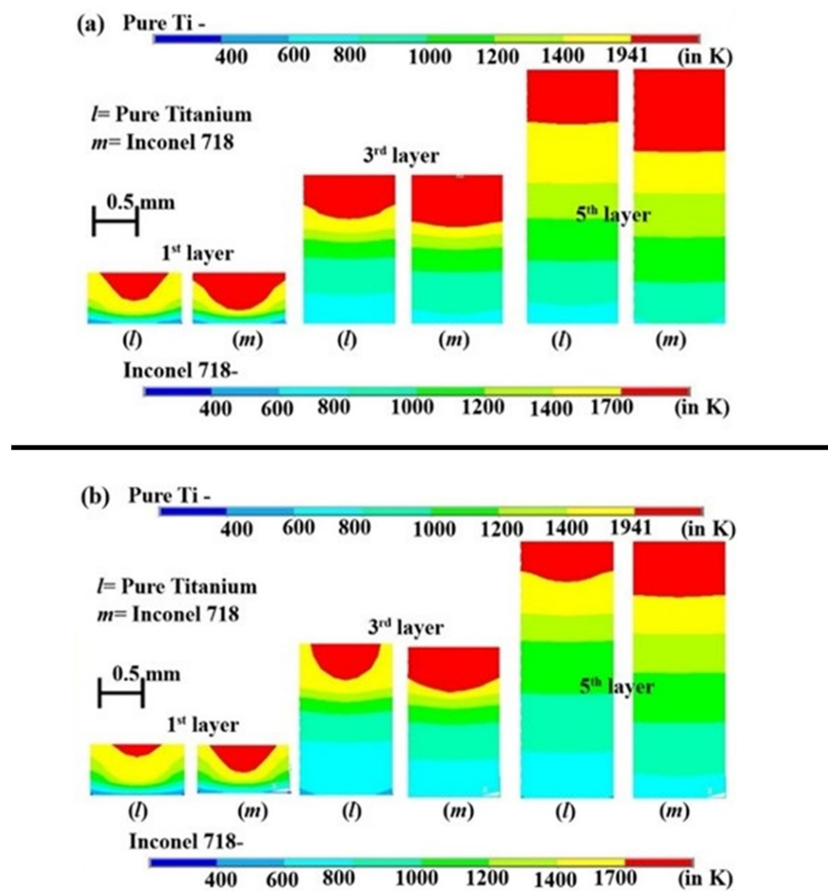 (a) Pure Ti -
400 600 800 1000 1200 1400 1941 (in K)
l= Pure Titanium
m= Inconel 718
3rd layer
0.5 mm
5th layer
1st layer
(l) (m) (l) (m) (l) (m)
Inconel 718-
400 600 800 1000 1200 1400 1700 (in K)
(b) Pure Ti -
400 600 800 1000 1200 1400 1941 (in K)
l= Pure Titanium
m= Inconel 718
3rd layer
0.5 mm
5th layer
1st layer
(l) (m) (l) (m) (l) (m)
Inconel 718-
400 600 800 1000 1200 1400 1700 (in K)